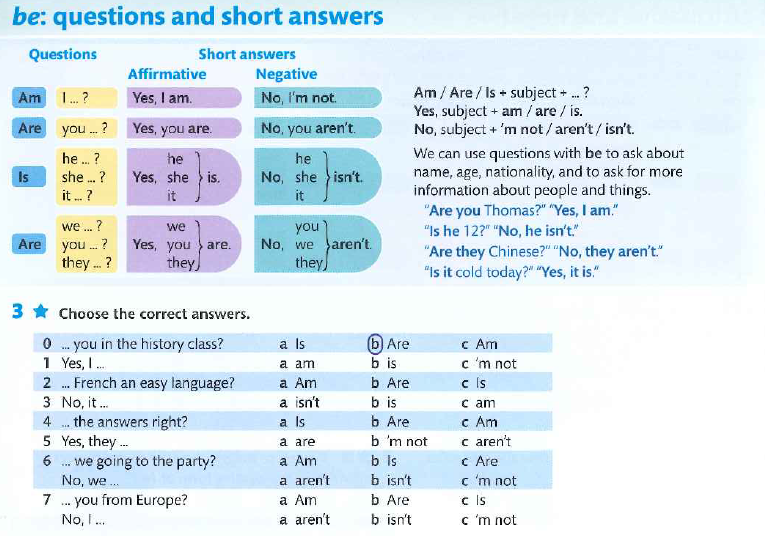 be: questions and short answers
Questions Short answers
Affirmative Negative
Am I ... ? Yes, I am. No, I'm not.
Are you ... ? Yes, you are. No, you aren't.
he ... ? he he
Is she ... ? Yes, she is. No, she isn't.
it ... ? it it
we ... ? we you
Are you ... ? Yes, you are. No, we aren't.
they ... ? they they
Am / Are / Is + subject + ... ?
Yes, subject + am / are / is.
No, subject + 'm not / aren't / isn't.
We can use questions with be to ask about
name, age, nationality, and to ask for more
information about people and things.
"Are you Thomas?" "Yes, I am."
"Is he 12?" "No, he isn't."
"Are they Chinese?" "No, they aren't."
"Is it cold today?" "Yes, it is."
3 ★ Choose the correct answers.
0 ... you in the history class? a Is b Are c Am
1 Yes, I ... a am b is c 'm not
2 ... French an easy language? a Am b Are c Is
3 No, it ... a isn't b is c am
4 ... the answers right? a Is b Are c Am
5 Yes, they ... a are b 'm not c aren't
6 ... we going to the party? a Am b Is c Are
No, we ... a aren't b isn't c 'm not
7 ... you from Europe? a Am b Are c Is
No, I ... a aren't b isn't c 'm not